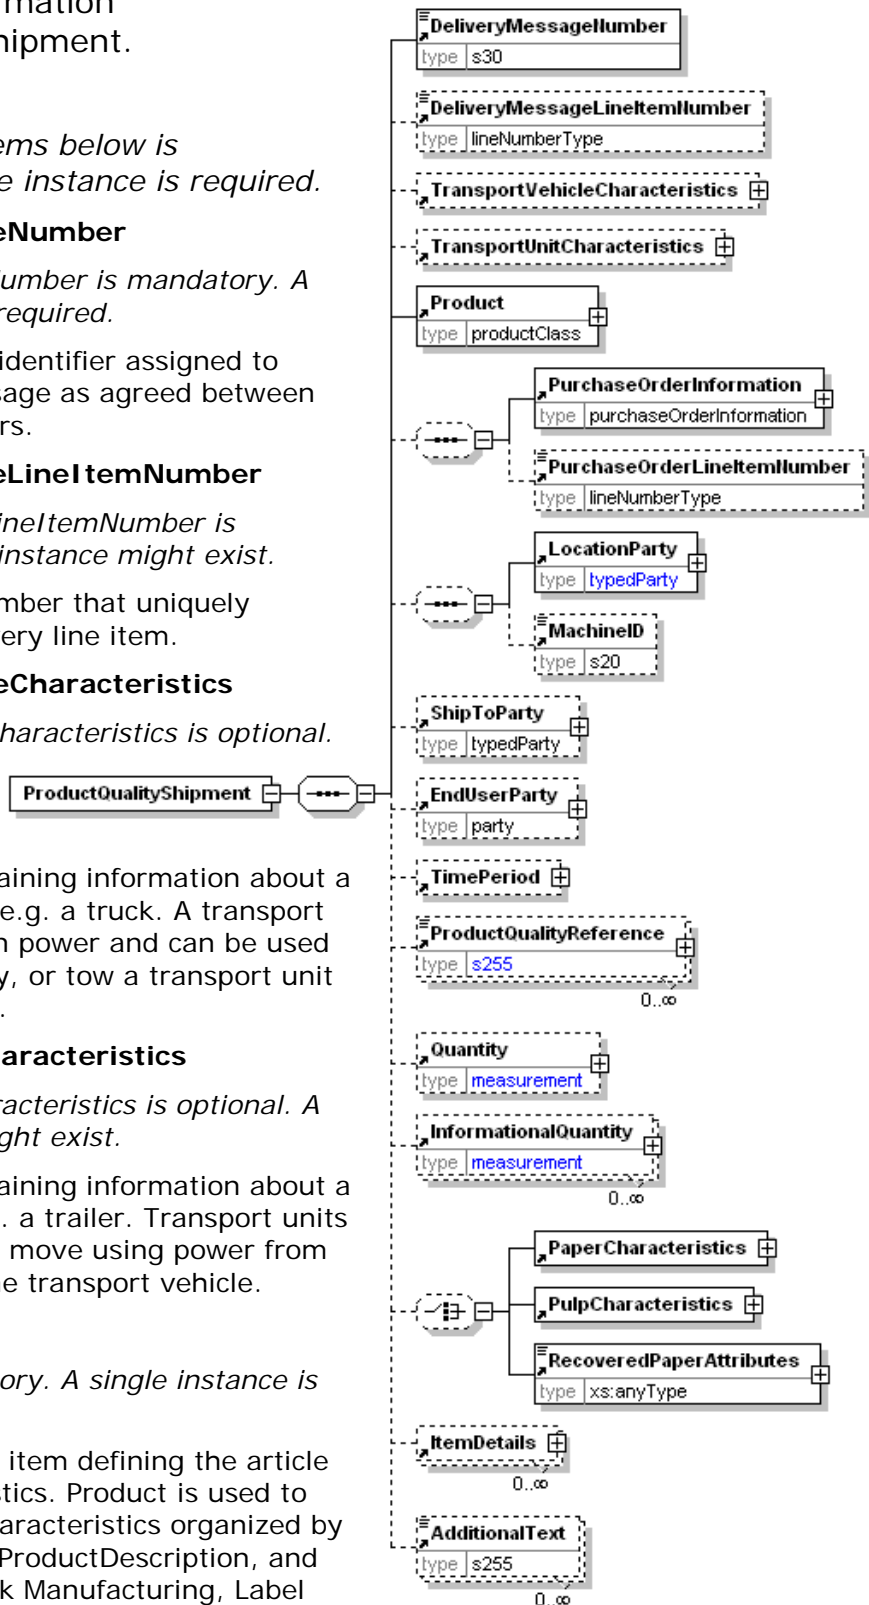 rmation
hipment.
ems below is
e instance is required.
eNumber
Number is mandatory. A
required.
identifier assigned to
sage as agreed between
rs.
eLineItemNumber
LineItemNumber is
instance might exist.
mber that uniquely
ery line item.
eCharacteristics
Characteristics is optional.
aining information about a
e.g. a truck. A transport
n power and can be used
y, or tow a transport unit
.
haracteristics
racteristics is optional. A
ght exist.
aining information about a
. a trailer. Transport units
move using power from
he transport vehicle.
ory. A single instance is
item defining the article
stics. Product is used to
haracteristics organized by
ProductDescription, and
k Manufacturing, Label
ProductQualityShipment
DeliveryMessageNumber
type s30
DeliveryMessageLineItemNumber
type lineNumberType
TransportVehicleCharacteristics
TransportUnitCharacteristics
Product
type productClass
PurchaseOrderInformation
type purchaseOrderInformation
PurchaseOrderLineItemNumber
type lineNumberType
LocationParty
type typedParty
MachineID
type s20
ShipToParty
type typedParty
EndUserParty
type party
TimePeriod
ProductQualityReference
type s255
0..∞
Quantity
type measurement
InformationalQuantity
type measurement
0..∞
PaperCharacteristics
PulpCharacteristics
RecoveredPaperAttributes
type xs:anyType
ItemDetails
0..∞
AdditionalText
type s255
0..∞